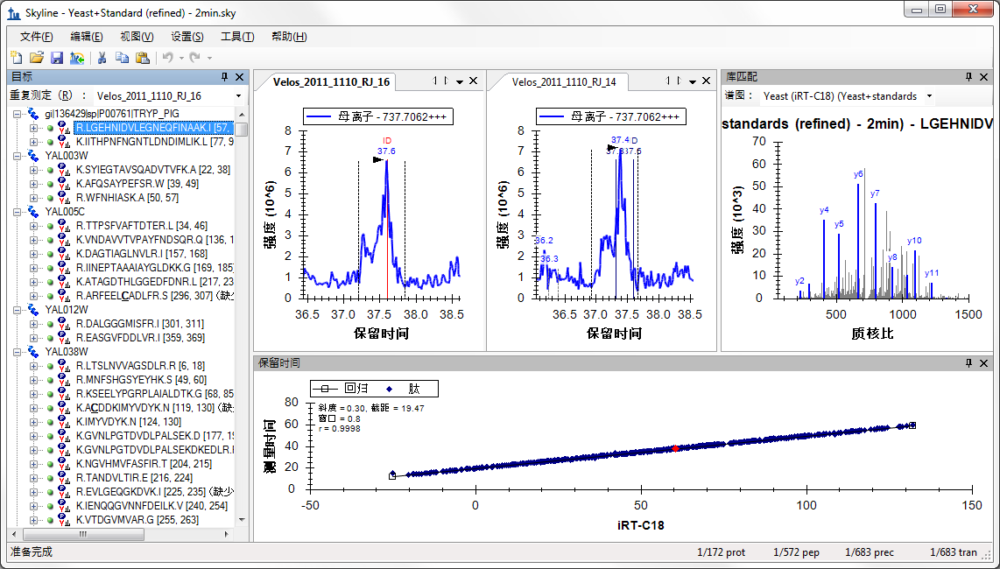 Skyline - Yeast+Standard (refined) - 2min.sky
文件(F) 编辑(E) 视图(V) 设置(S) 工具(T) 帮助(H)
目标
重复测定 (R) : Velos_2011_1110_RJ_16
gi|136429|sp|P00761|TRYP_PIG
R.LGEHNIDVLEGNEQFINAAK.I [57,
K.IITHPNFNGNTLDNDIMLIK.L [77, 9
YAL003W
K.SYIEGTAVSQADVTVFK.A [22, 38]
K.AFQSAYPEFSR.W [39, 49]
R.WFNHIASK.A [50, 57]
YAL005C
R.TTPSFVAFTDTER.L [34, 46]
K.VNDAVVTVPAYFNDSQR.Q [136, 1
K.DAGTIAGLNVLR.I [157, 168]
R.IINEPTAAAIAYGLDKK.G [169, 185]
K.ATAGDTHLGGEDFDNR.L [217, 23
R.ARFEELCADLFR.S [296, 307] (缺少
YAL012W
R.DALGGGMISFR.I [301, 311]
R.EASGVFDDLVR.I [359, 369]
YAL038W
R.LTSLNVVAGSDLR.R [6, 18]
R.MNFSHGSYEYHK.S [49, 60]
R.KSEELYPGRPLAIALDTK.G [68, 85
K.ACDDKIMYVDYK.N [119, 130] (缺
K.IMYVDYK.N [124, 130]
K.GVNLPGTDVDLPALSEK.D [177, 19
K.GVNLPGTDVDLPALSEKDKEDLR.
K.NGVHMVFASFIR.T [204, 215]
R.TANDVLTIR.E [216, 224]
R.EVLGEQGKDVK.I [225, 235] (缺少
K.IENQQGVNNFDEILK.V [240, 254]
K.VTDGVMVAR.G [255, 263]
Velos_2011_1110_RJ_16
母离子 - 737.7062+++
ID
37.6
强度 (10^6)
8
7
6
5
4
3
2
1
0
36.5 37.0 37.5 38.0 38.5
保留时间
Velos_2011_1110_RJ_14
母离子 - 737.7062+++
37.4
36.2
36.3
强度 (10^6)
8
7
6
5
4
3
2
1
0
36.5 37.0 37.5 38.0 38.5
保留时间
库匹配
谱图: Yeast (iRT-C18) (Yeast+standards
standards (refined) - 2min) - LGEHNIDV
强度 (10^3)
70
60
50
40
30
20
10
0
y2
y4
y5
y6
y7
y8
y10
y11
500 1000 1500
质核比
保留时间
回归 肽
斜度 = 0.30, 截距 = 19.47
窗口 = 0.8
r = 0.9998
测量时间
80
60
40
20
0
-50 0 50 100 150
iRT-C18
准备完成 1/172 prot 1/572 pep 1/683 prec 1/683 tran